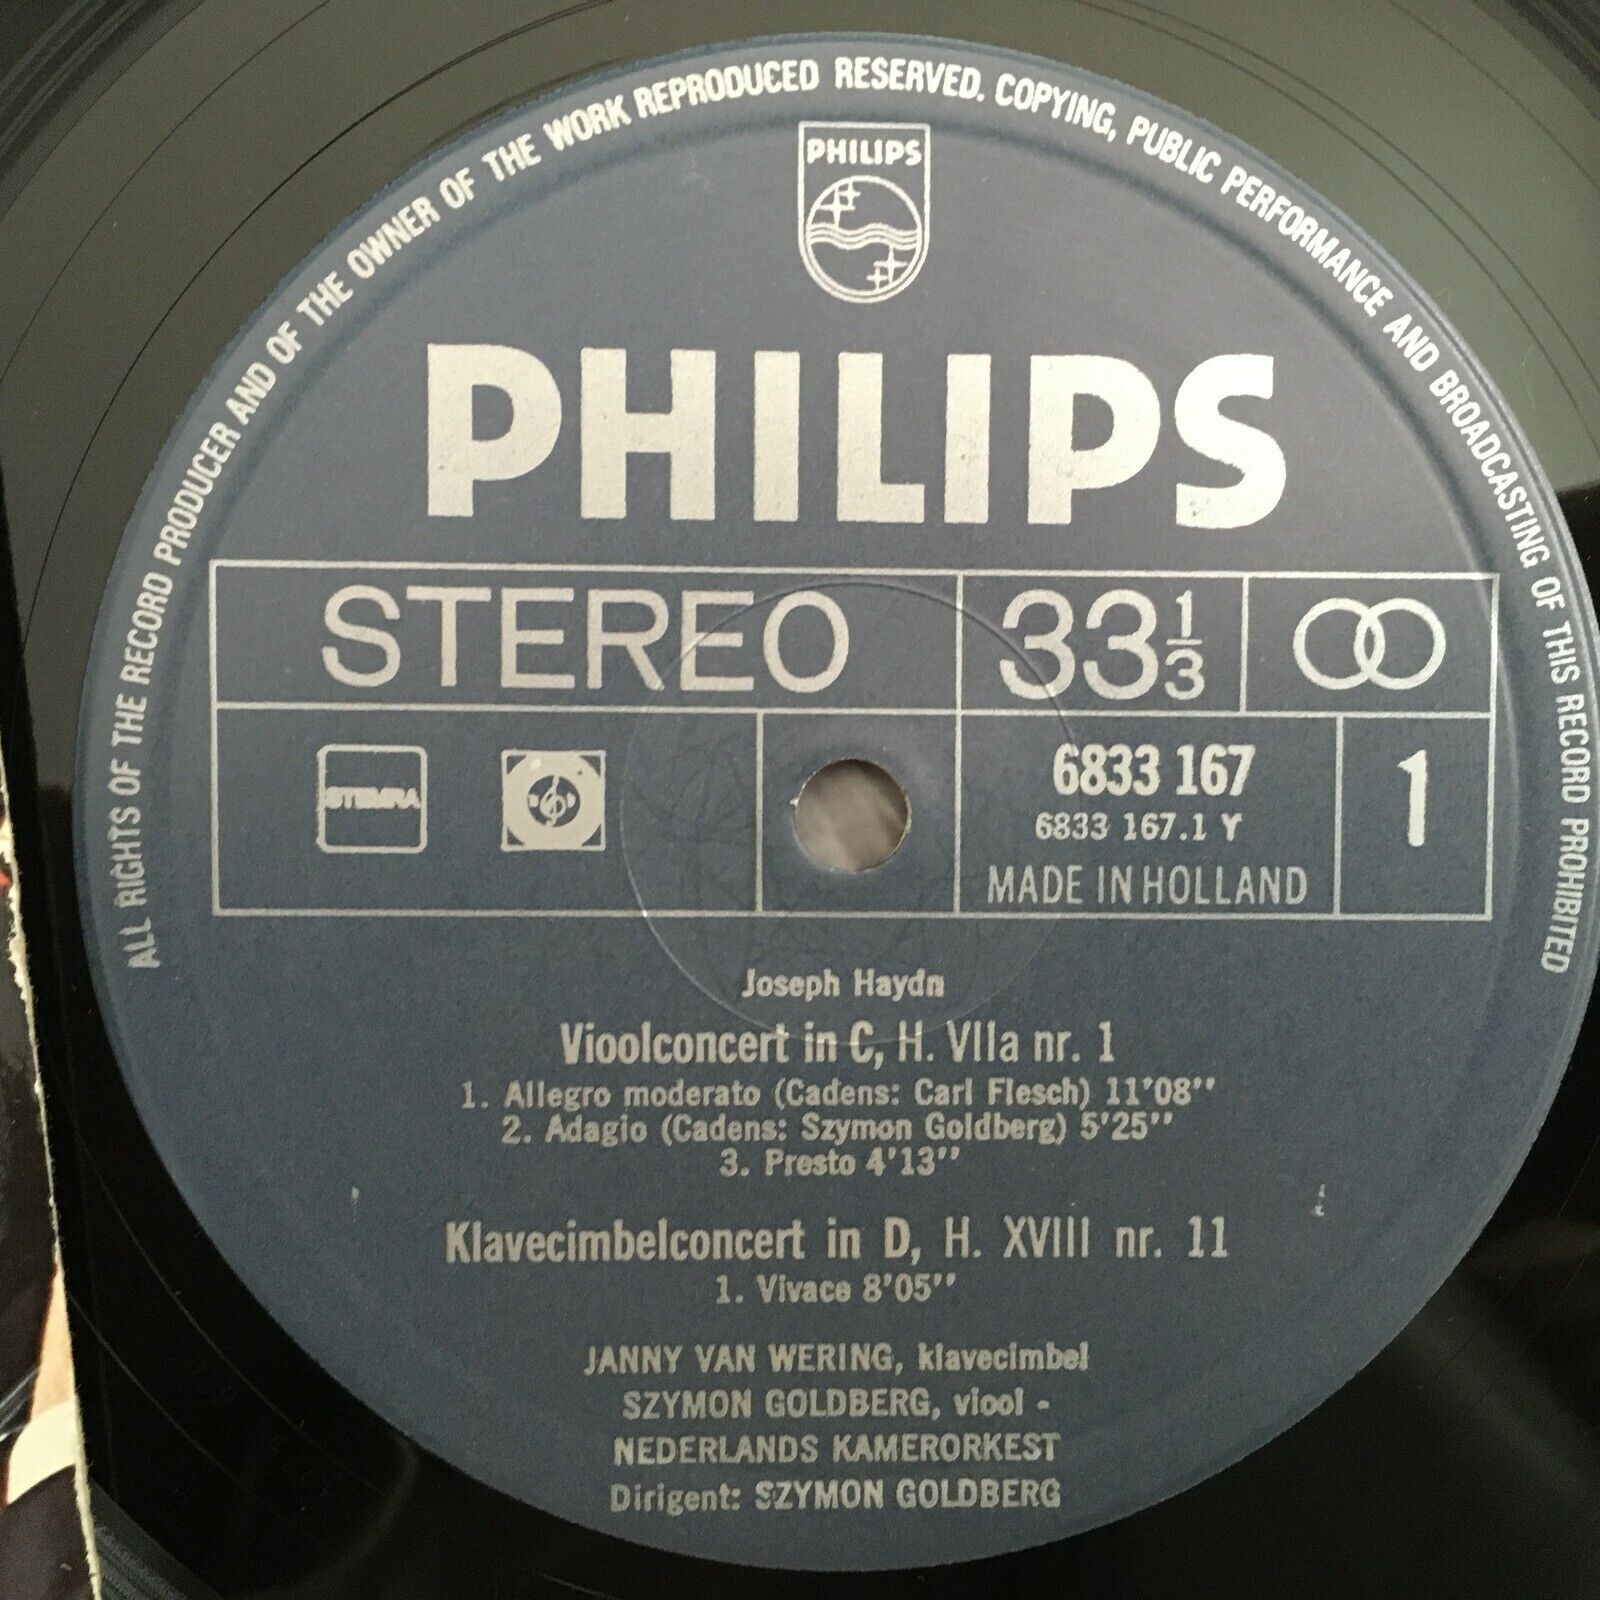 ALL RIGHTS OF THE RECORD PRODUCER AND OF THE OWNER OF THE WORK REPRODUCED RESERVED. COPYING, PUBLIC PERFORMANCE AND BROADCASTING OF THIS RECORD PROHIBITED
PHILIPS
PHILIPS
STEREO 33 1/3
STEMRA
6833 167
6833 167.1 Y
MADE IN HOLLAND
1
Joseph Haydn
Vioolconcert in C, H. VIIa nr. 1
1. Allegro moderato (Cadens: Carl Flesch) 11'08''
2. Adagio (Cadens: Szymon Goldberg) 5'25''
3. Presto 4'13''
Klavecimbelconcert in D, H. XVIII nr. 11
1. Vivace 8'05''
JANNY VAN WERING, klavecimbel
SZYMON GOLDBERG, viool -
NEDERLANDS KAMERORKEST
Dirigent: SZYMON GOLDBERG